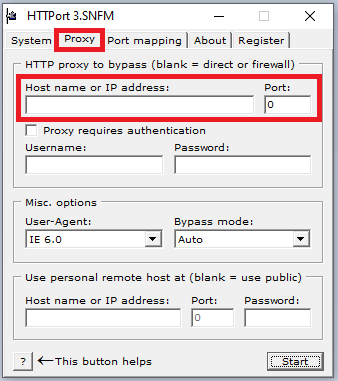 HTTPort 3.SNFM
System Proxy Port mapping About Register
HTTP proxy to bypass (blank = direct or firewall)
Host name or IP address: Port:
0
Proxy requires authentication
Username: Password:
Misc. options
User-Agent: Bypass mode:
IE 6.0 Auto
Use personal remote host at (blank = use public)
Host name or IP address: Port: Password:
0
? ←This button helps Start